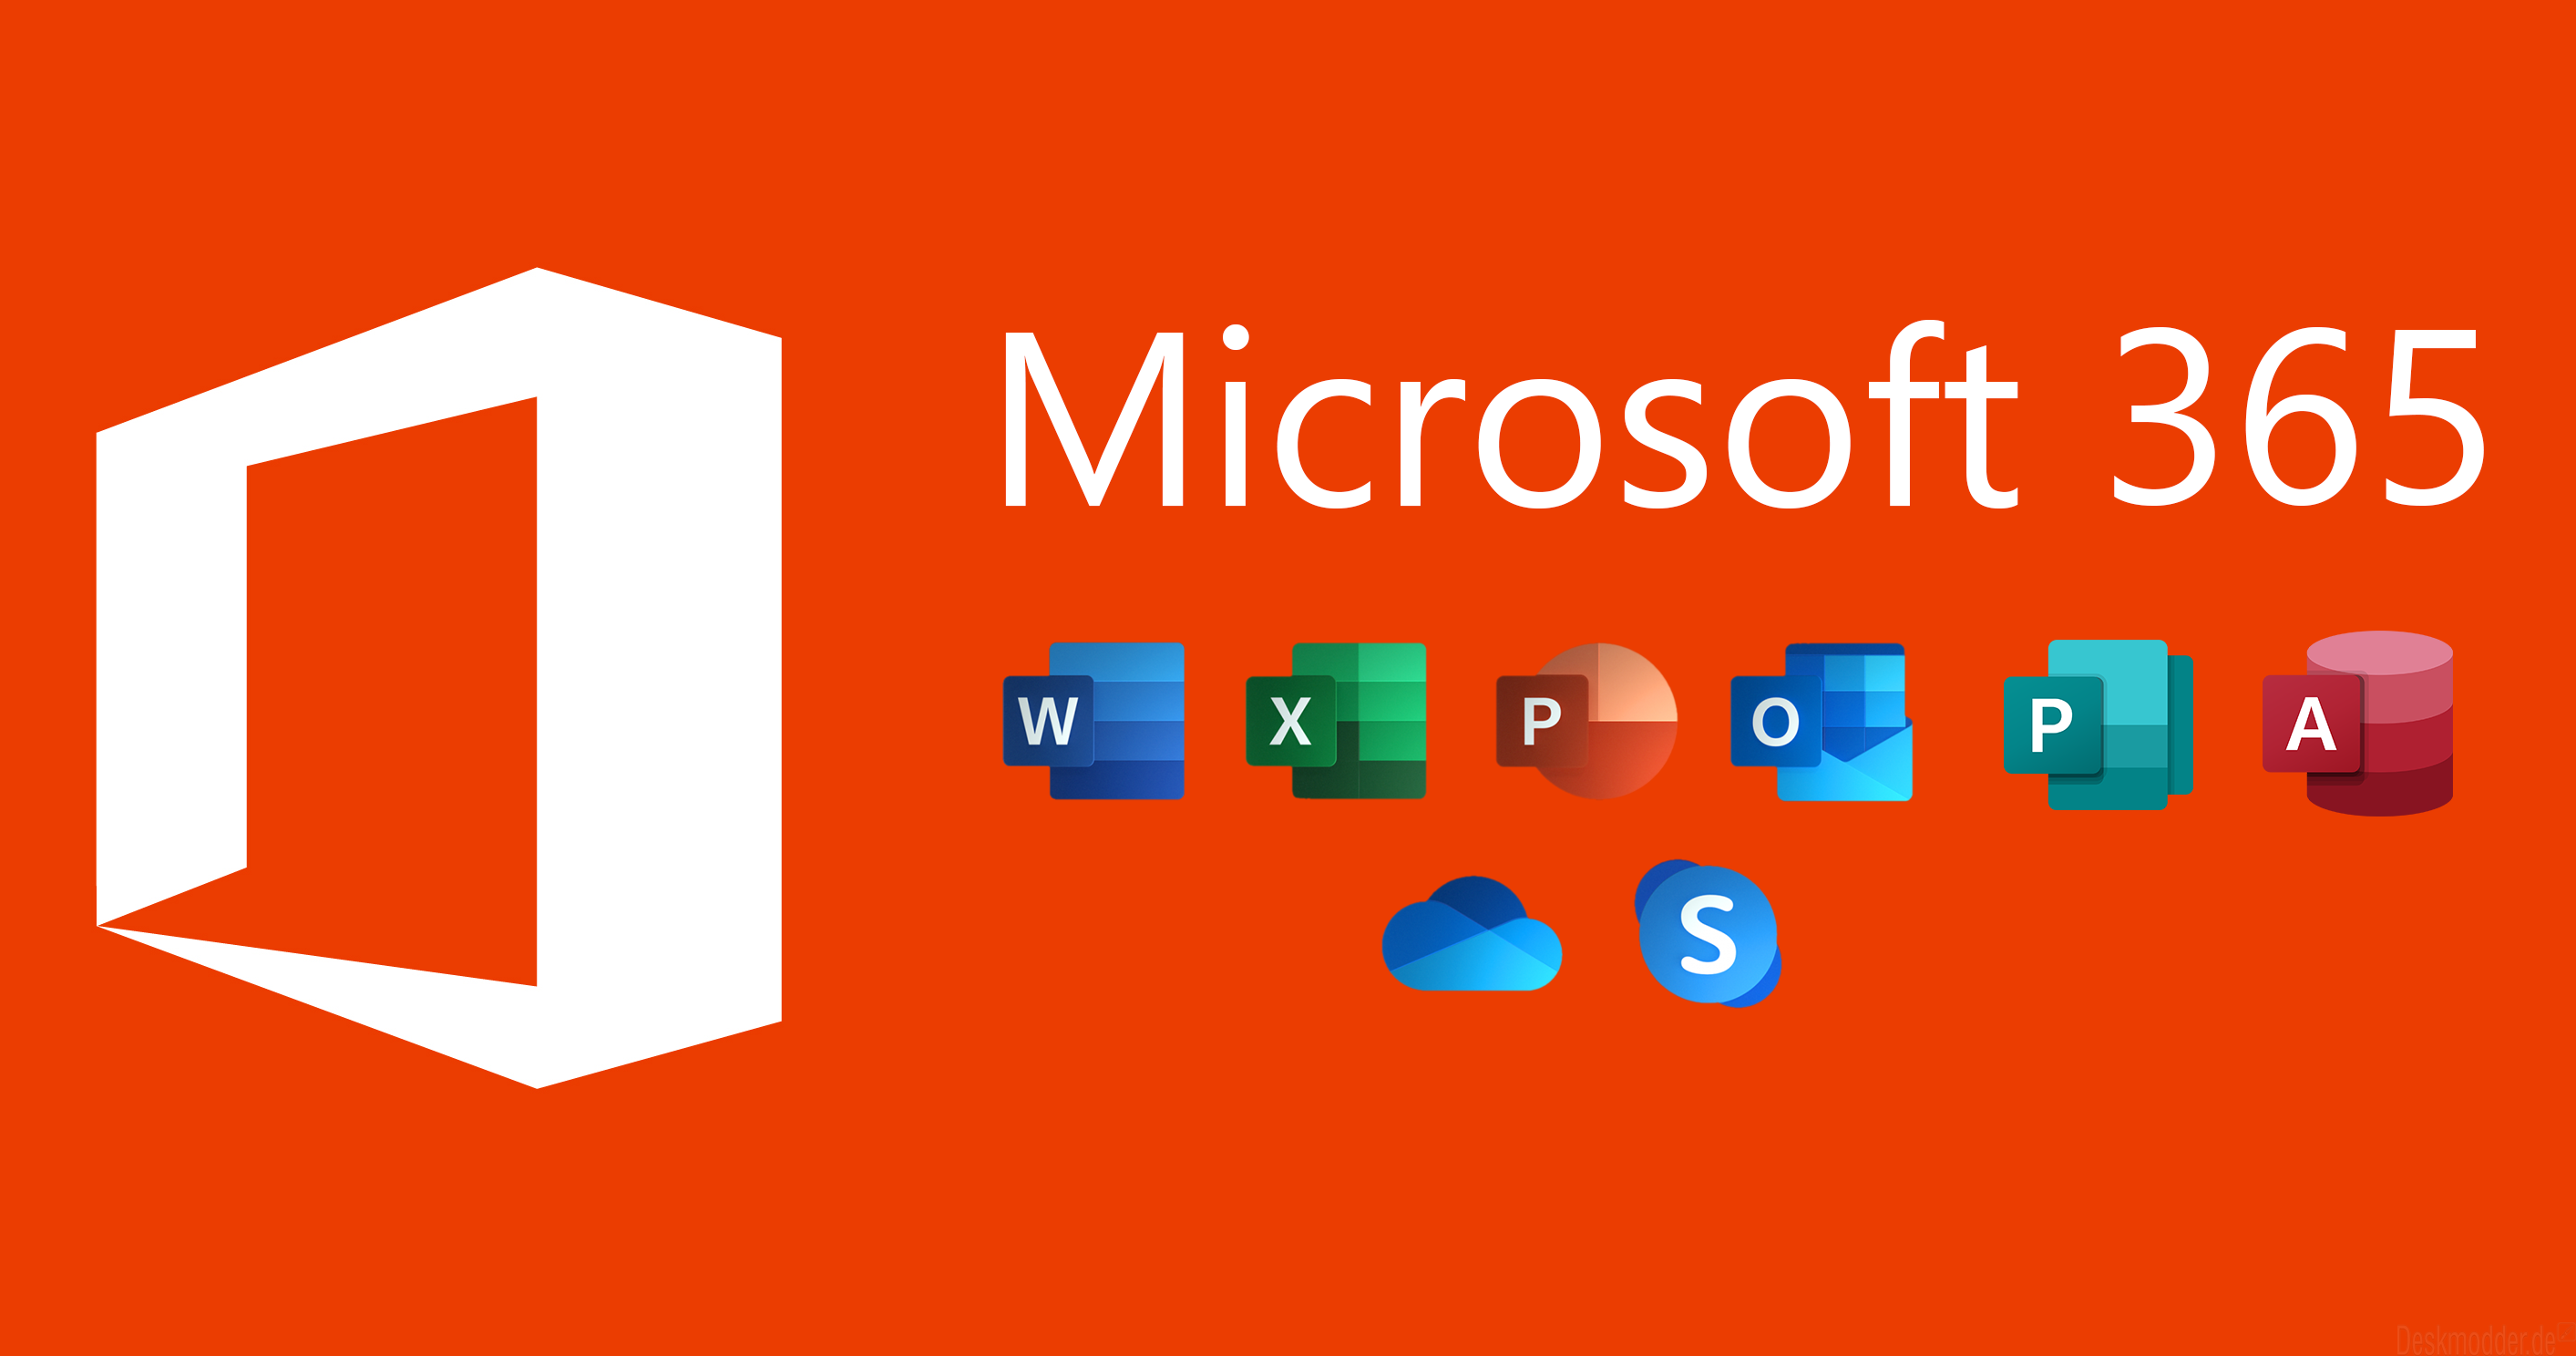 Microsoft 365
W X P O P A
S
Deskmodder.de